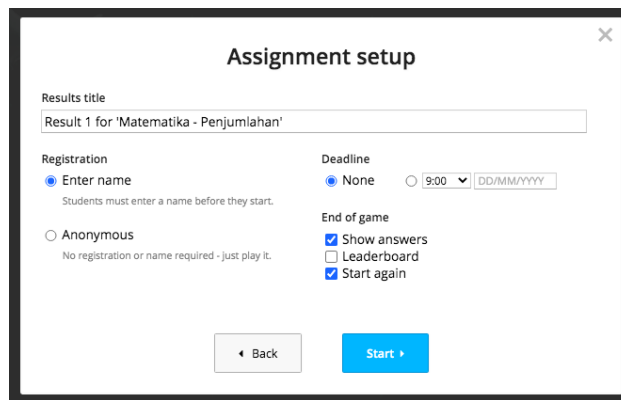 Assignment setup
Results title
Result 1 for 'Matematika - Penjumlahan'
Registration
Enter name
Students must enter a name before they start.
Anonymous
No registration or name required - just play it.
Deadline
None
9:00 DD/MM/YYYY
End of game
Show answers
Leaderboard
Start again
Back
Start